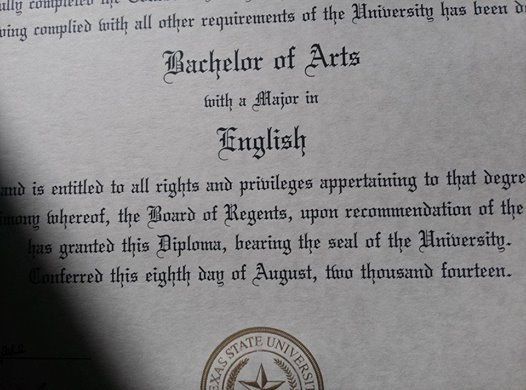 completed the
complied with all other requirements of the University has been
Bachelor of Arts
with a Major in
English
and is entitled to all rights and privileges appertaining to that
whereof, the Board of Regents, upon recommendation of the
has granted this Diploma, bearing the seal of the University.
Conferred this eighth day of August, two thousand fourteen.
TEXAS STATE UNIVERSITY